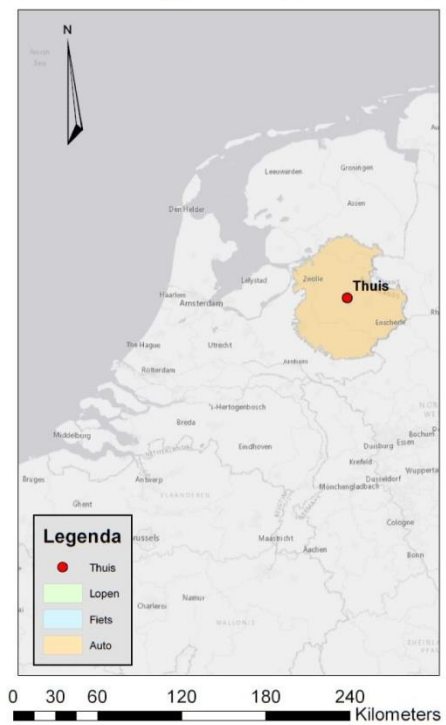 N
North
Sea
Leeuwarden
Groningen
Assen
Den Helder
Zwolle
Thuis
Lelystad
Haarlem
Amsterdam
Enschede
The Hague
Utrecht
Arnhem
Rotterdam
's-Hertogenbosch
Breda
Middelburg
Eindhoven
Duisburg
Essen
Bochum
Krefeld
Bruges
Antwerp
Mönchengladbach
Düsseldorf
Wuppertal
Ghent
VLAANDEREN
Cologne
Brussels
Maastricht
Aachen
Bonn
Namur
Charleroi
WALLONIE
Legenda
Thuis
Lopen
Fiets
Auto
0 30 60 120 180 240
Kilometers